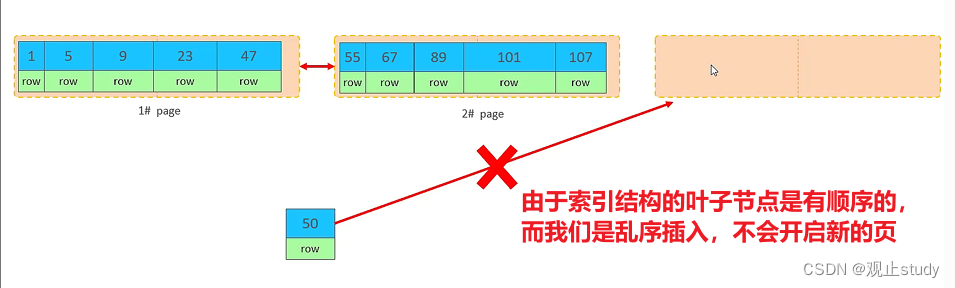 1 5 9 23 47
row row row row row
1# page
55 67 89 101 107
row row row row row
2# page
50
row
由于索引结构的叶子节点是有顺序的，
而我们是乱序插入，不会开启新的页
CSDN @观止study